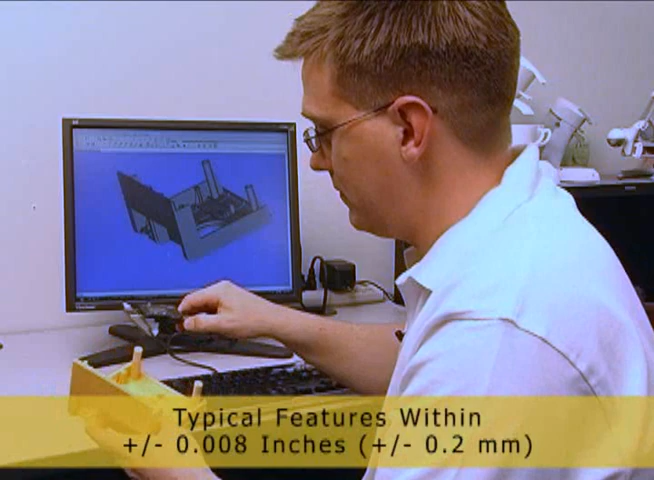 Typical Features Within
+/- 0.008 Inches (+/- 0.2 mm)